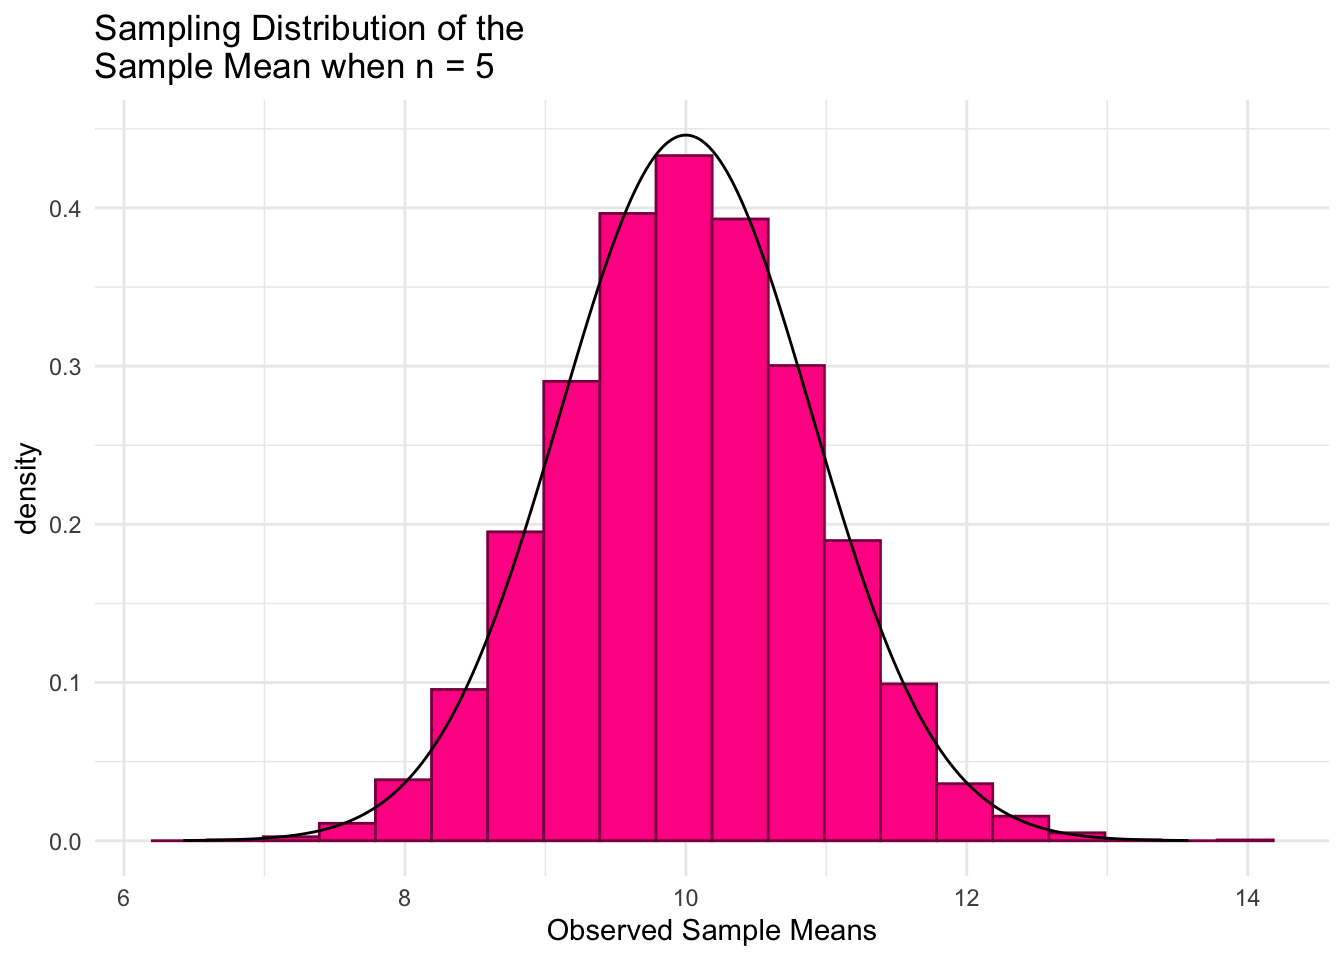 Sampling Distribution of the
Sample Mean when n = 5
density
0.4
0.3
0.2
0.1
0.0
6 8 10 12 14
Observed Sample Means